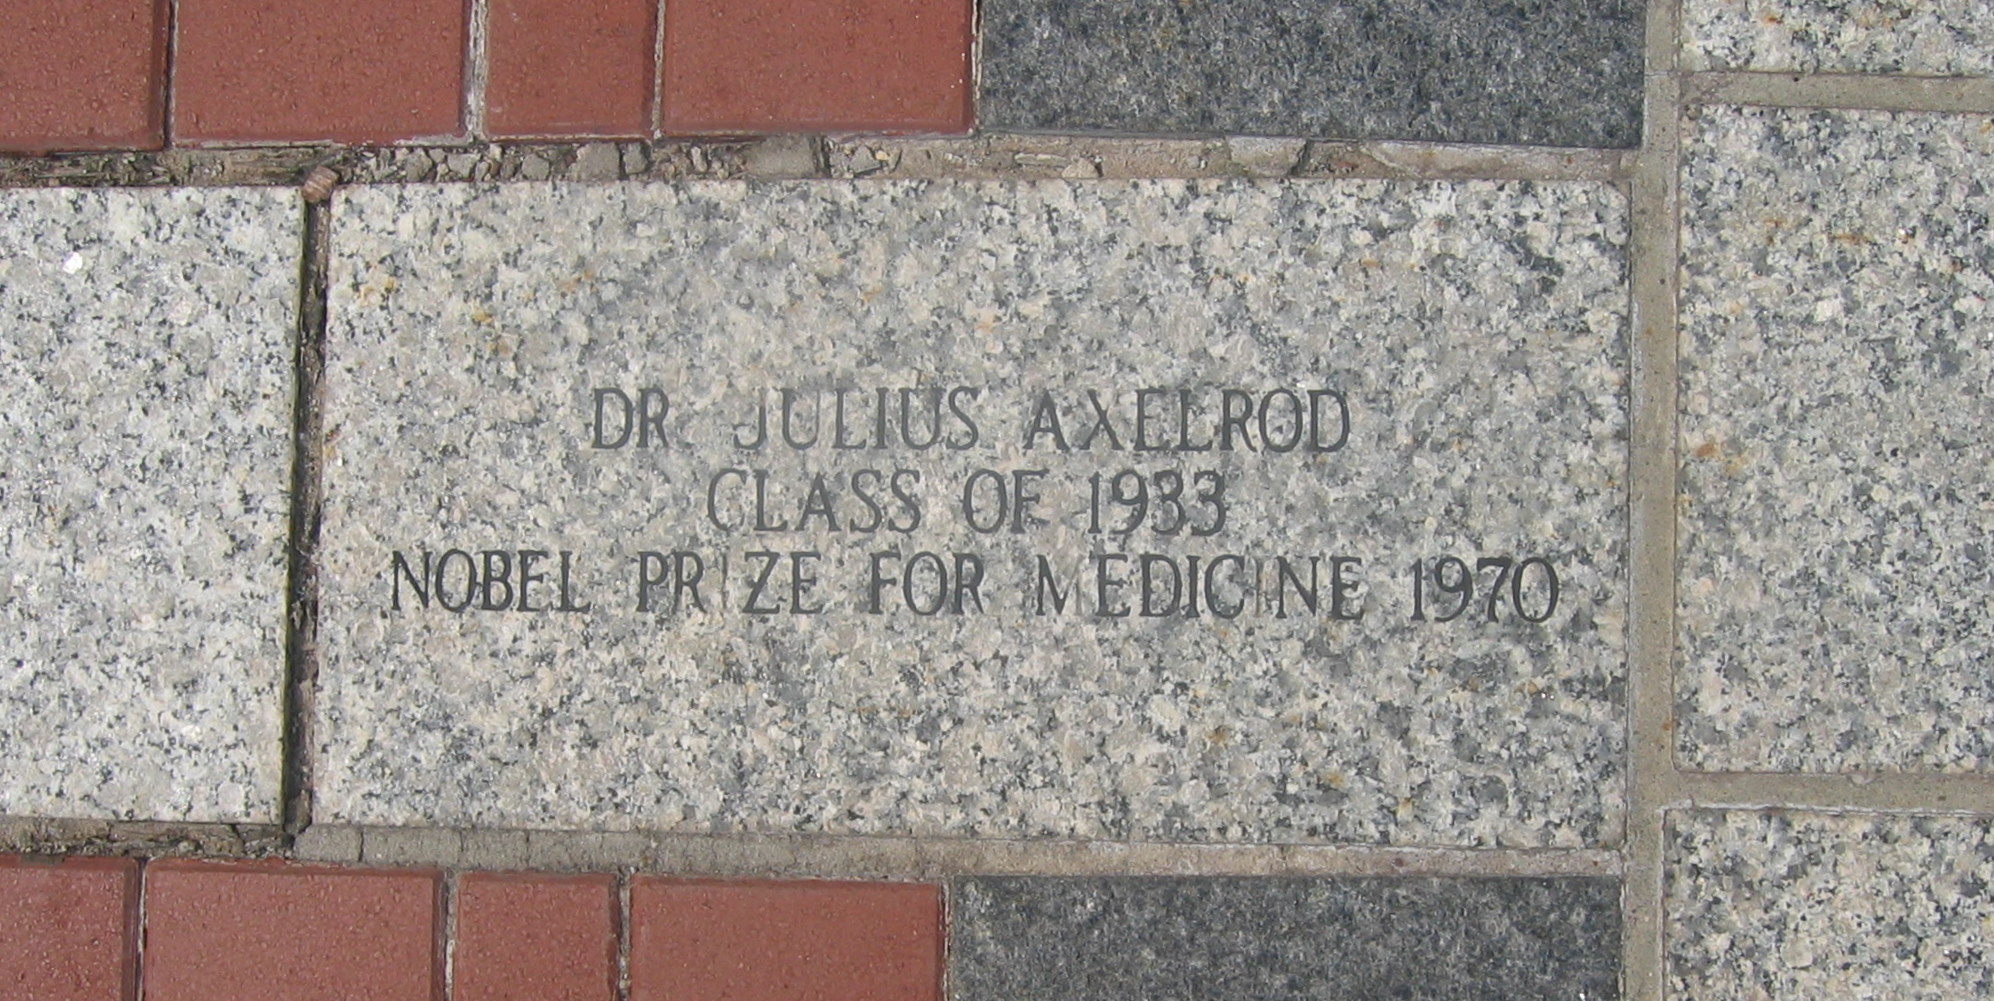 DR JULIUS AXELROD
CLASS OF 1933
NOBEL PRIZE FOR MEDICINE 1970